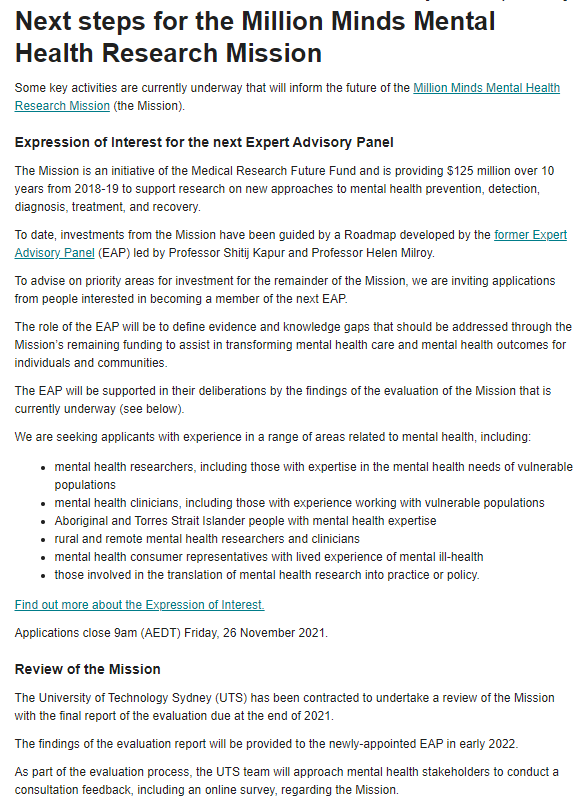 Next steps for the Million Minds Mental
Health Research Mission
Some key activities are currently underway that will inform the future of the Million Minds Mental Health
Research Mission (the Mission).
Expression of Interest for the next Expert Advisory Panel
The Mission is an initiative of the Medical Research Future Fund and is providing $125 million over 10
years from 2018-19 to support research on new approaches to mental health prevention, detection,
diagnosis, treatment, and recovery.
To date, investments from the Mission have been guided by a Roadmap developed by the former Expert
Advisory Panel (EAP) led by Professor Shitij Kapur and Professor Helen Milroy.
To advise on priority areas for investment for the remainder of the Mission, we are inviting applications
from people interested in becoming a member of the next EAP.
The role of the EAP will be to define evidence and knowledge gaps that should be addressed through the
Mission's remaining funding to assist in transforming mental health care and mental health outcomes for
individuals and communities.
The EAP will be supported in their deliberations by the findings of the evaluation of the Mission that is
currently underway (see below).
We are seeking applicants with experience in a range of areas related to mental health, including:
• mental health researchers, including those with expertise in the mental health needs of vulnerable
populations
• mental health clinicians, including those with experience working with vulnerable populations
• Aboriginal and Torres Strait Islander people with mental health expertise
• rural and remote mental health researchers and clinicians
• mental health consumer representatives with lived experience of mental ill-health
• those involved in the translation of mental health research into practice or policy.
Find out more about the Expression of Interest.
Applications close 9am (AEDT) Friday, 26 November 2021.
Review of the Mission
The University of Technology Sydney (UTS) has been contracted to undertake a review of the Mission
with the final report of the evaluation due at the end of 2021.
The findings of the evaluation report will be provided to the newly-appointed EAP in early 2022.
As part of the evaluation process, the UTS team will approach mental health stakeholders to conduct a
consultation feedback, including an online survey, regarding the Mission.